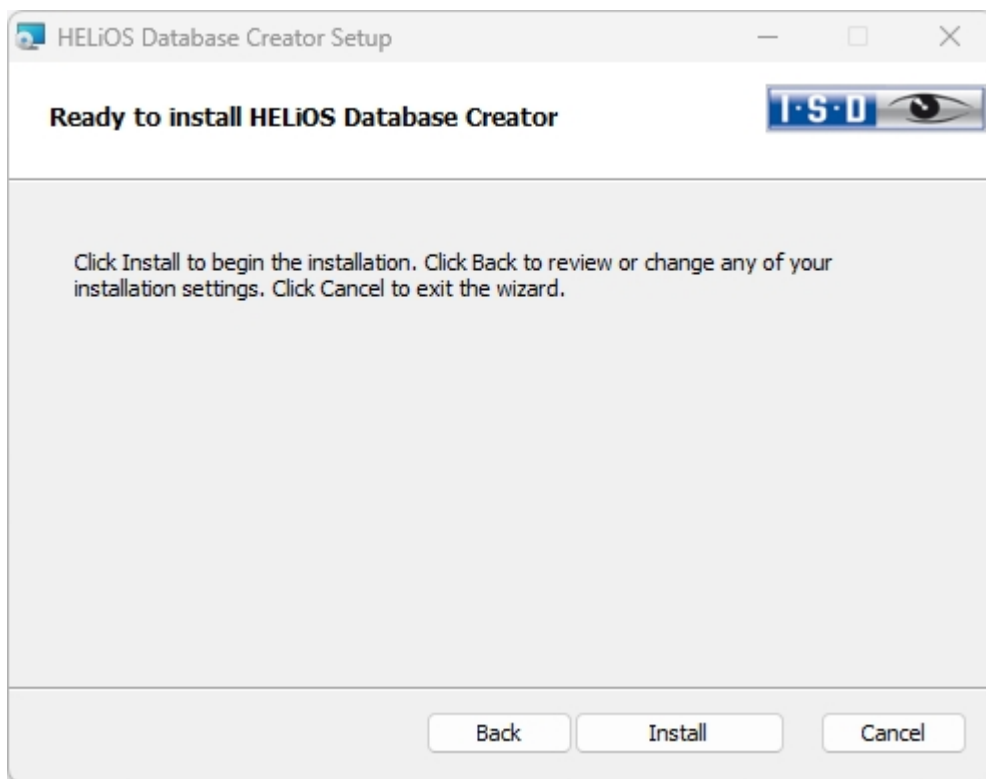 HELiOS Database Creator Setup
Ready to install HELiOS Database Creator
I·S·D
Click Install to begin the installation. Click Back to review or change any of your
installation settings. Click Cancel to exit the wizard.
Back Install Cancel